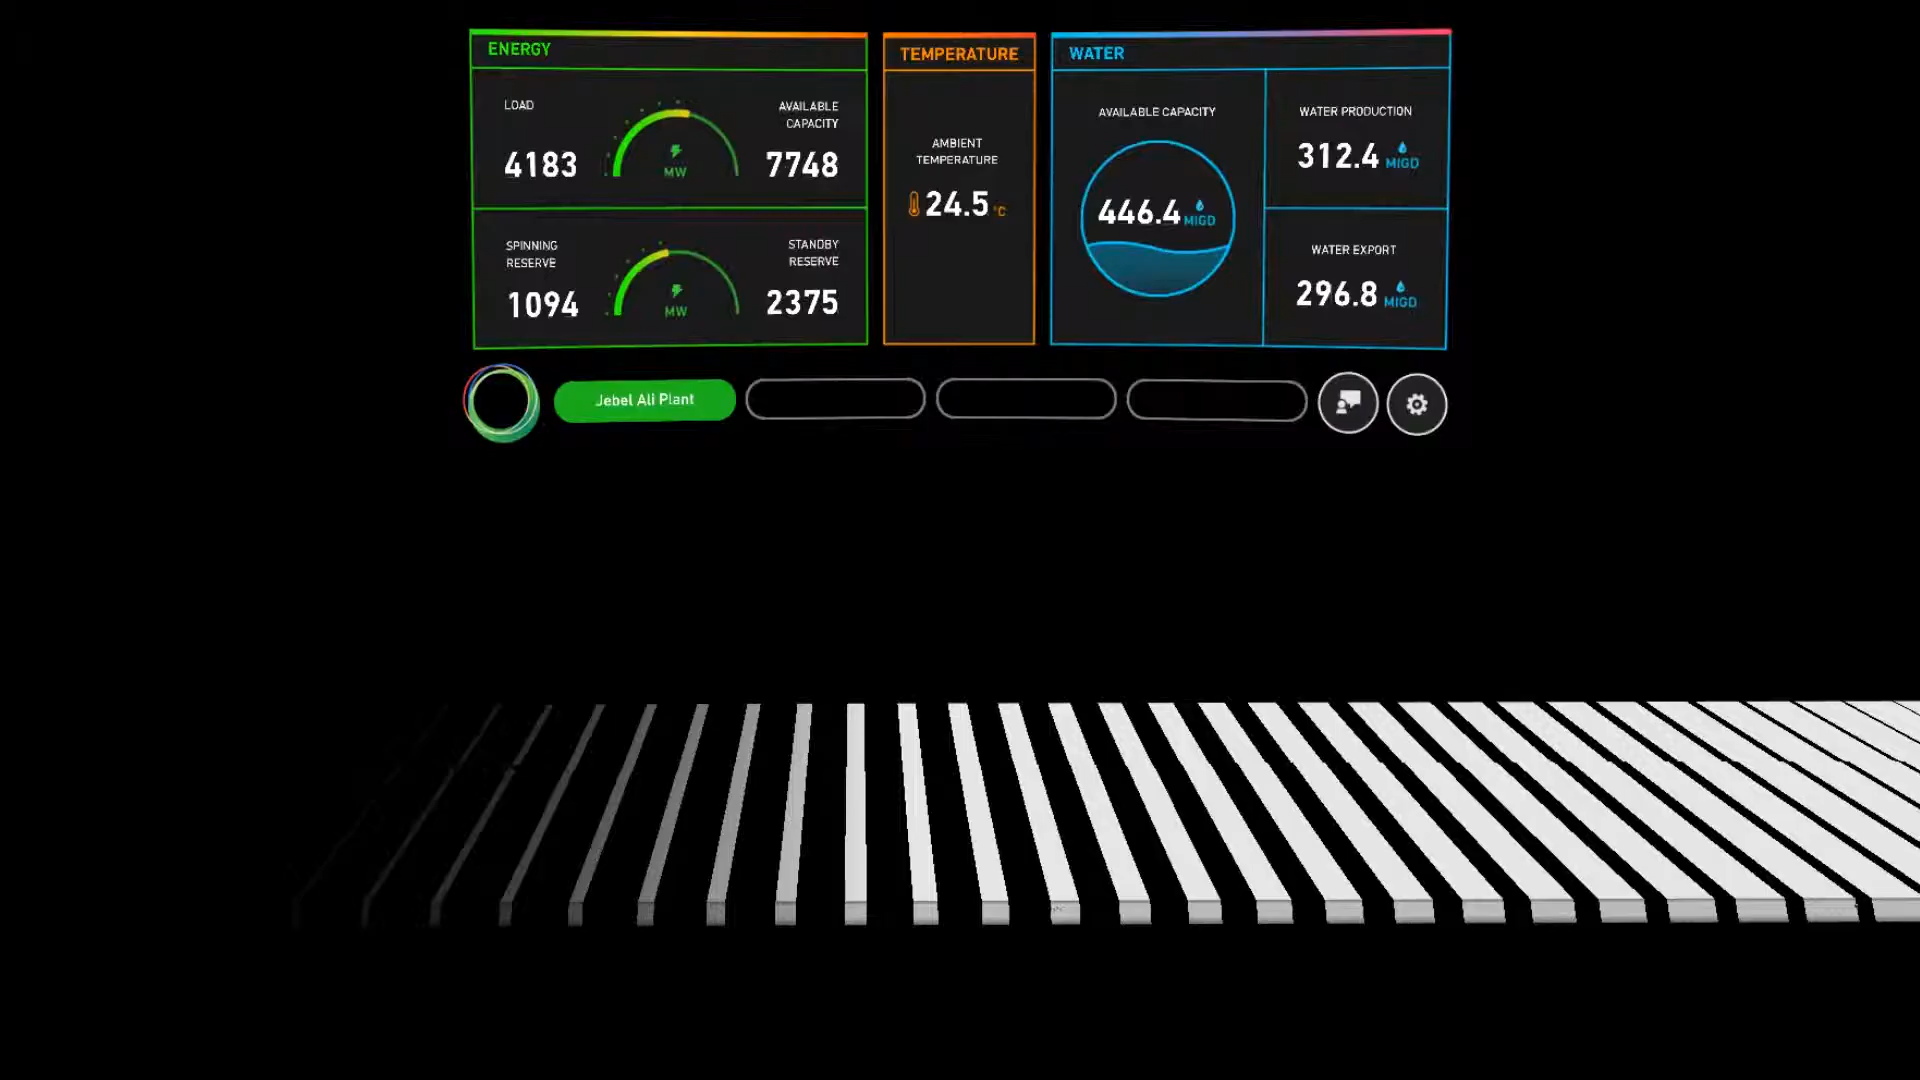 ENERGY
LOAD
4183
MW
AVAILABLE
CAPACITY
7748
SPINNING
RESERVE
1094
MW
STANDBY
RESERVE
2375
TEMPERATURE
AMBIENT
TEMPERATURE
24.5 °C
WATER
AVAILABLE CAPACITY
446.4 MIGD
WATER PRODUCTION
312.4 MIGD
WATER EXPORT
296.8 MIGD
Jebel Ali Plant